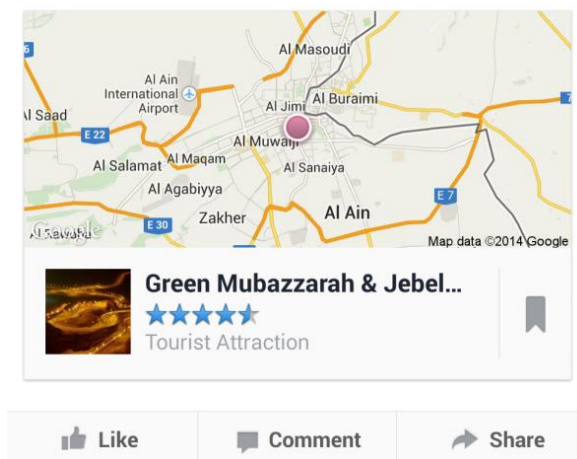 Al Masoudi
Al Ain
International
Airport
Al Jimi
Al Buraimi
Al Saad
E 22
7
Al Muwaiji
Al Salamat
Al Maqam
Al Sanaiya
Al Agabiyya
E 7
Zakher
Al Ain
E 30
Google
Map data ©2014 Google
Green Mubazzarah & Jebel...
Tourist Attraction
Like
Comment
Share